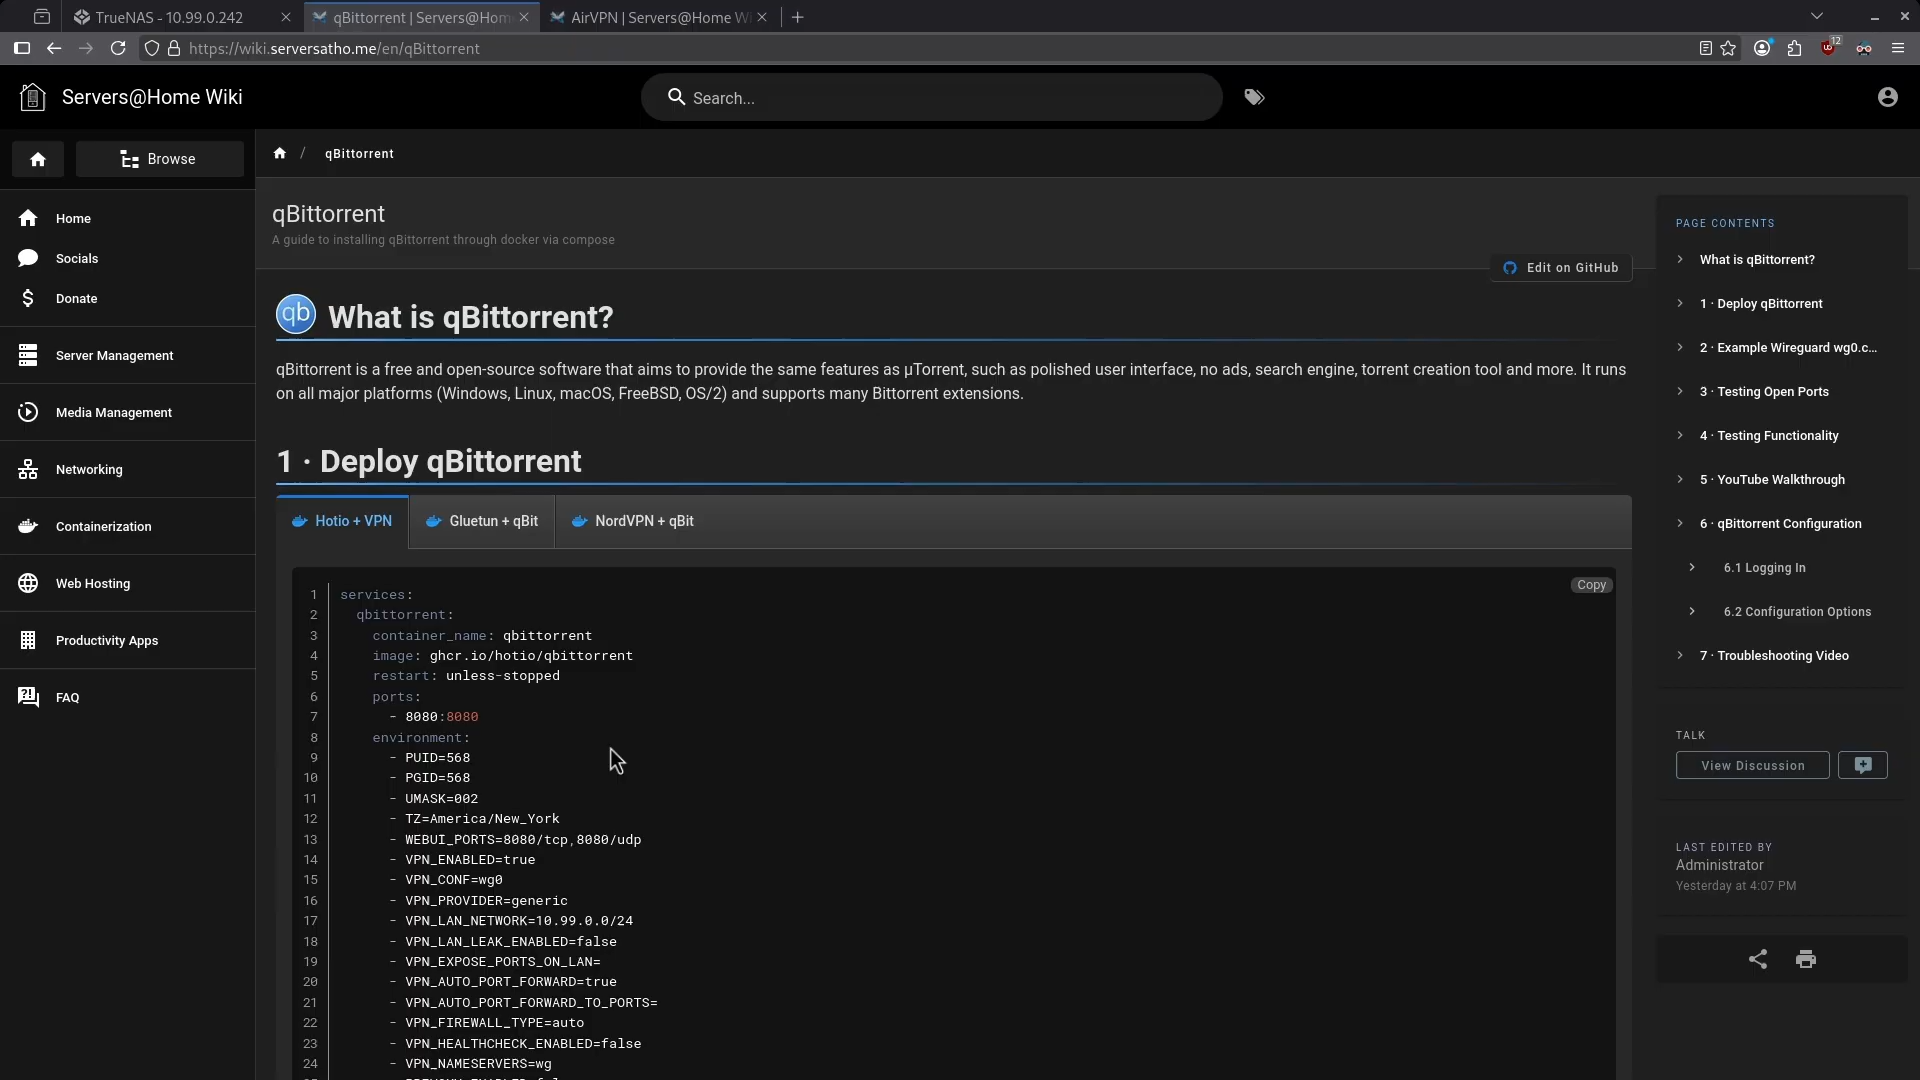 TrueNAS - 10.99.0.242
qBittorrent | Servers@Hom
AirVPN | Servers@Home Wi
https://wiki.serversatho.me/en/qBittorrent
12
Servers@Home Wiki
Search...
Browse
/ qBittorrent
Home
Socials
Donate
Server Management
Media Management
Networking
Containerization
Web Hosting
Productivity Apps
FAQ
qBittorrent
A guide to installing qBittorrent through docker via compose
Edit on GitHub
qb What is qBittorrent?
qBittorrent is a free and open-source software that aims to provide the same features as µTorrent, such as polished user interface, no ads, search engine, torrent creation tool and more. It runs
on all major platforms (Windows, Linux, macOS, FreeBSD, OS/2) and supports many Bittorrent extensions.
1 · Deploy qBittorrent
Hotio + VPN
Gluetun + qBit
NordVPN + qBit
Copy
1 services:
2 qbittorrent:
3 container_name: qbittorrent
4 image: ghcr.io/hotio/qbittorrent
5 restart: unless-stopped
6 ports:
7 - 8080:8080
8 environment:
9 - PUID=568
10 - PGID=568
11 - UMASK=002
12 - TZ=America/New_York
13 - WEBUI_PORTS=8080/tcp,8080/udp
14 - VPN_ENABLED=true
15 - VPN_CONF=wg0
16 - VPN_PROVIDER=generic
17 - VPN_LAN_NETWORK=10.99.0.0/24
18 - VPN_LAN_LEAK_ENABLED=false
19 - VPN_EXPOSE_PORTS_ON_LAN=
20 - VPN_AUTO_PORT_FORWARD=true
21 - VPN_AUTO_PORT_FORWARD_TO_PORTS=
22 - VPN_FIREWALL_TYPE=auto
23 - VPN_HEALTHCHECK_ENABLED=false
24 - VPN_NAMESERVERS=wg
PAGE CONTENTS
What is qBittorrent?
1 · Deploy qBittorrent
2 · Example Wireguard wg0.c...
3 · Testing Open Ports
4 · Testing Functionality
5 · YouTube Walkthrough
6 · qBittorrent Configuration
6.1 Logging In
6.2 Configuration Options
7 · Troubleshooting Video
TALK
View Discussion
LAST EDITED BY
Administrator
Yesterday at 4:07 PM